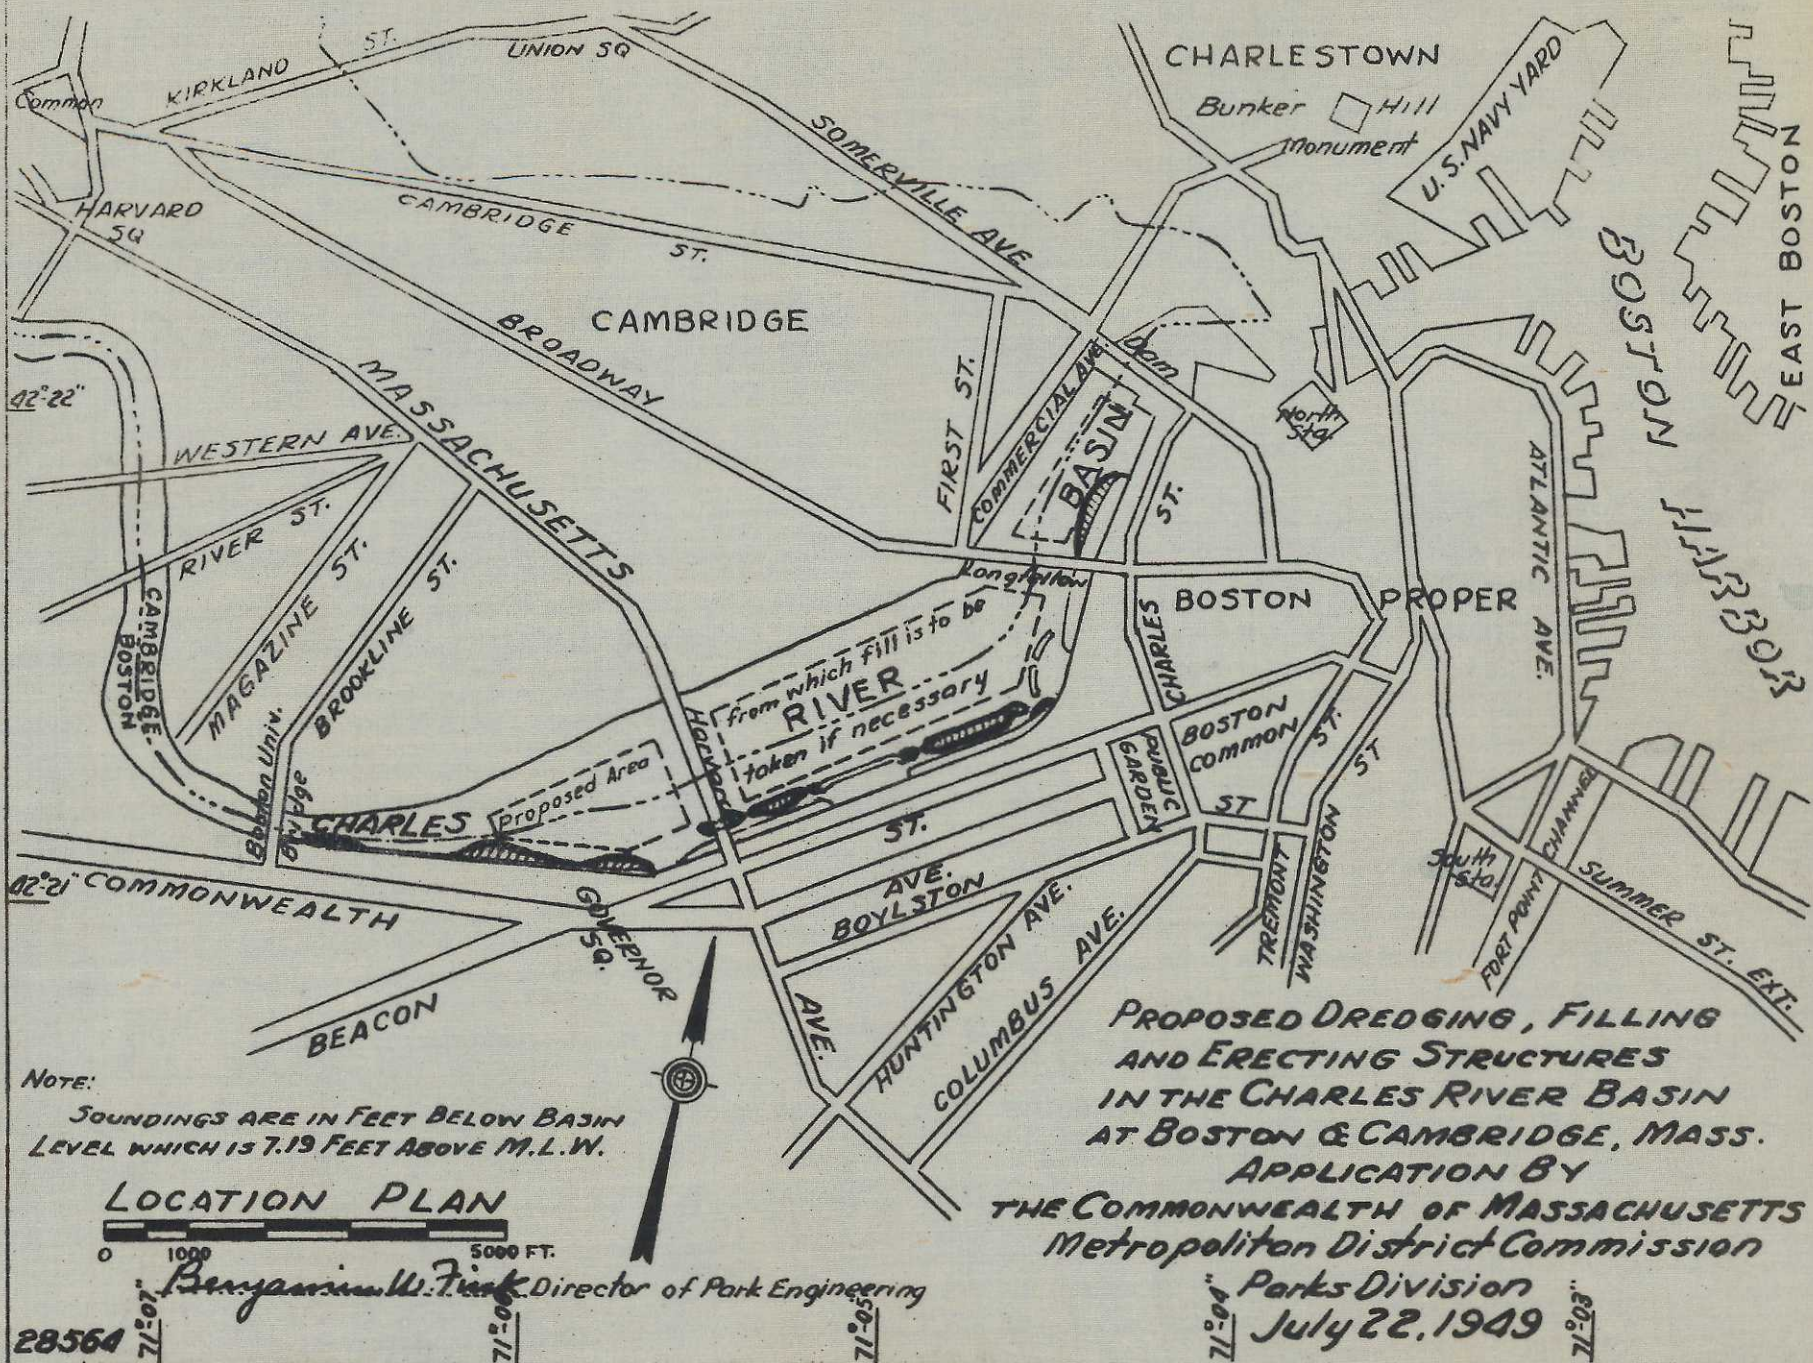 CHARLESTOWN
Bunker Hill
Monument
U.S. NAVY YARD
EAST BOSTON
BOSTON HARBOR
UNION SQ
KIRKLAND ST.
Common
HARVARD
SQ
SOMERVILLE AVE.
CAMBRIDGE ST.
CAMBRIDGE
BROADWAY
MASSACHUSETTS
42°-22"
WESTERN AVE.
RIVER ST.
MAGAZINE ST.
BROOKLINE ST.
CAMBRIDGE
BOSTON
FIRST ST.
COMMERCIAL AVE.
Dam
BASIN
North
Sta.
ST.
Longfellow
CHARLES
BOSTON PROPER
ATLANTIC AVE.
from which fill is to be
RIVER
taken if necessary
Proposed Area
Harvard
Boston Univ.
Bridge
CHARLES
BOSTON
COMMON
PUBLIC
GARDEN
ST.
ST
ST
ST.
AVE.
BOYLSTON
42°-21"
COMMONWEALTH
GOVERNOR
SQ.
BEACON
AVE.
HUNTINGTON AVE.
COLUMBUS AVE.
TREMONT
WASHINGTON
South
Sta.
FORT POINT CHANNEL
SUMMER ST. EXT.
NOTE:
SOUNDINGS ARE IN FEET BELOW BASIN
LEVEL WHICH IS 7.19 FEET ABOVE M.L.W.
LOCATION PLAN
0 1000 5000 FT.
Benjamin W. Fink Director of Park Engineering
28564
71°-07"
71°-06"
71°-05"
71°-04"
71°-03"
PROPOSED DREDGING, FILLING
AND ERECTING STRUCTURES
IN THE CHARLES RIVER BASIN
AT BOSTON & CAMBRIDGE, MASS.
APPLICATION BY
THE COMMONWEALTH OF MASSACHUSETTS
Metropolitan District Commission
Parks Division
July 22, 1949